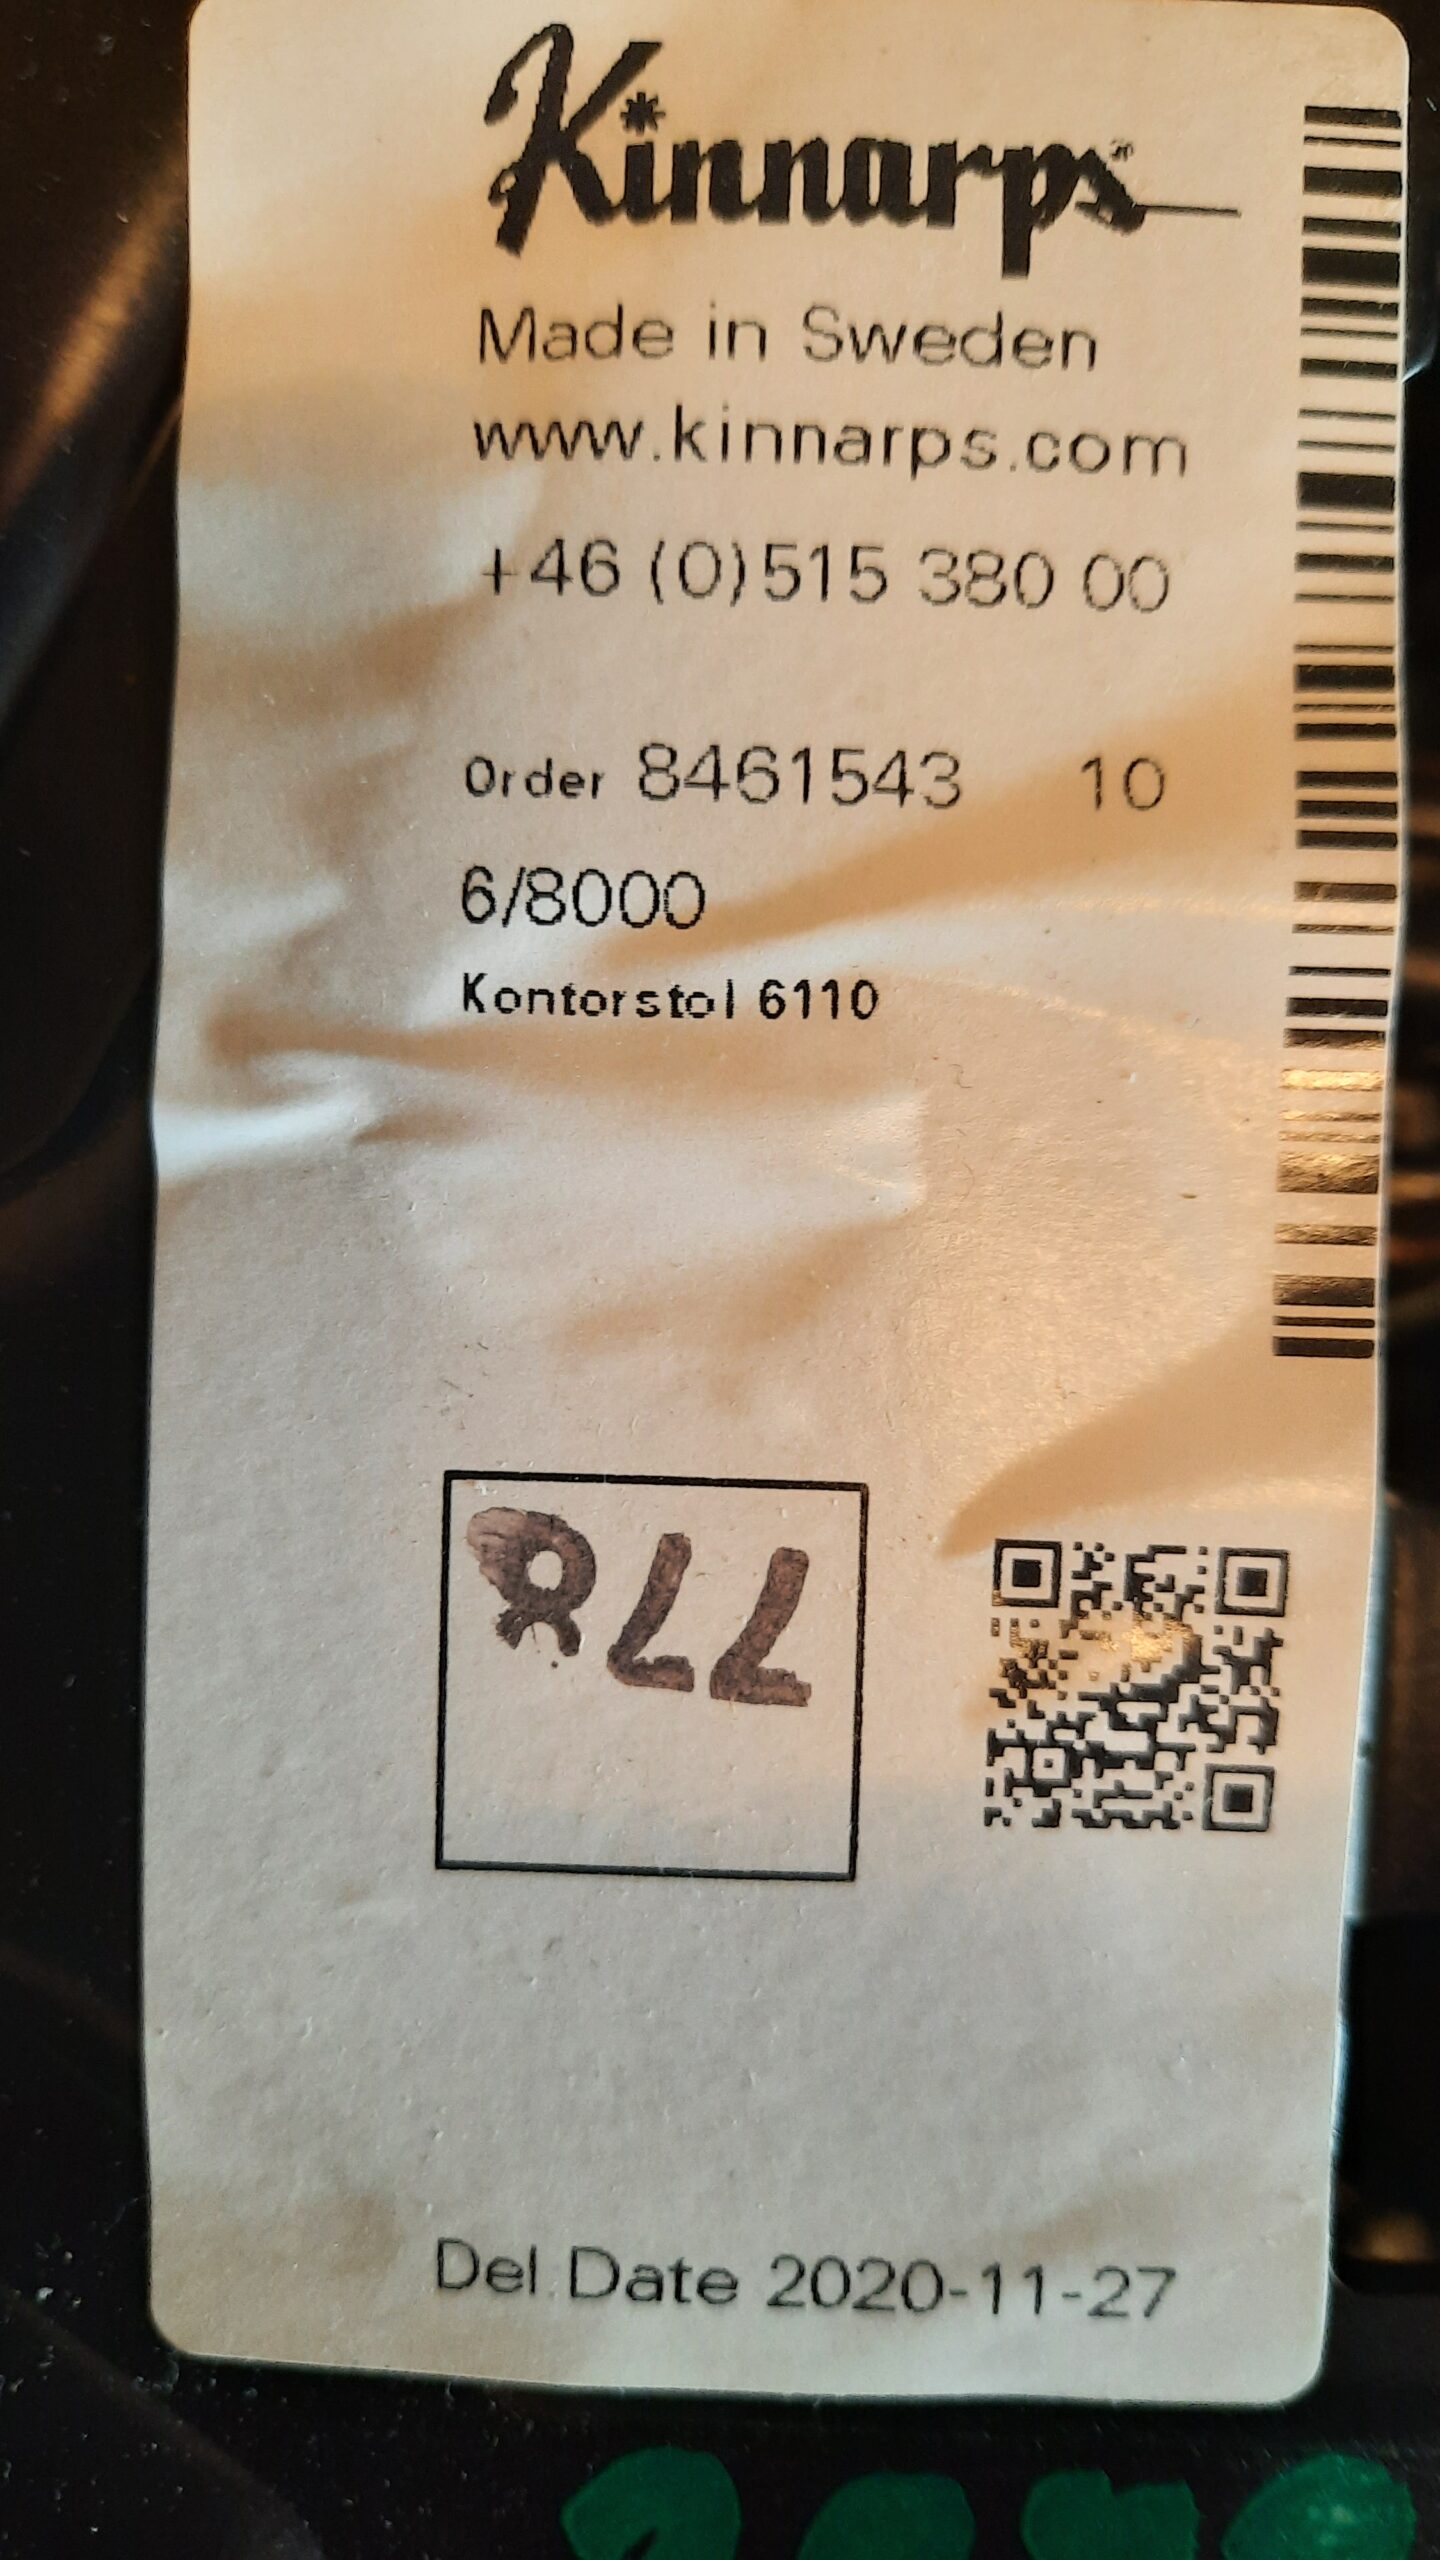 Kinnarps
Made in Sweden
www.kinnarps.com
+46 (0)515 380 00
Order 8461543 10
6/8000
Kontorstol 6110
Del.Date 2020-11-27